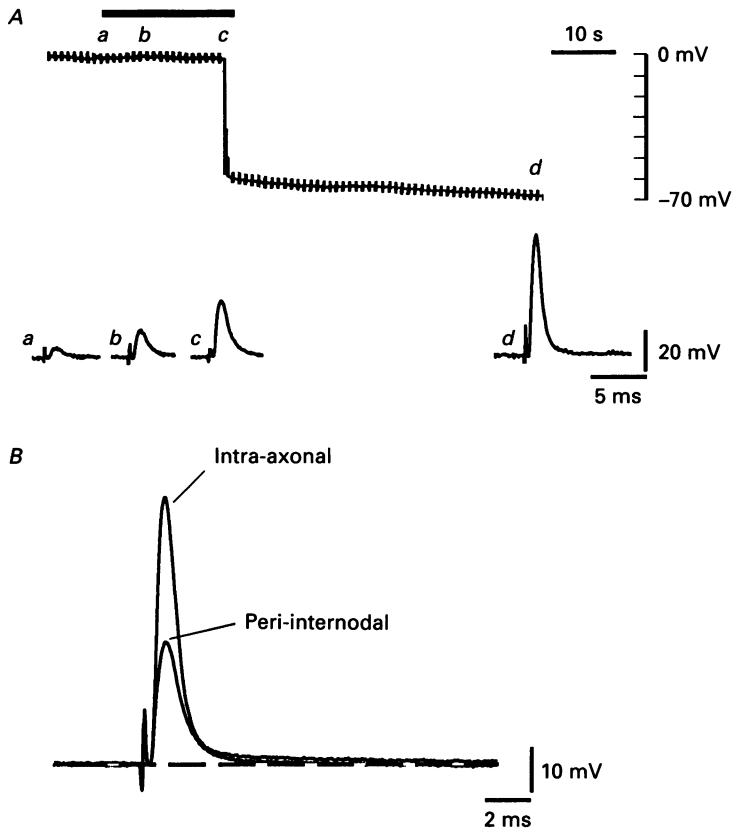 A
a b c
10 s
0 mV
d
-70 mV
a b c d
20 mV
5 ms
B
Intra-axonal
Peri-internodal
10 mV
2 ms